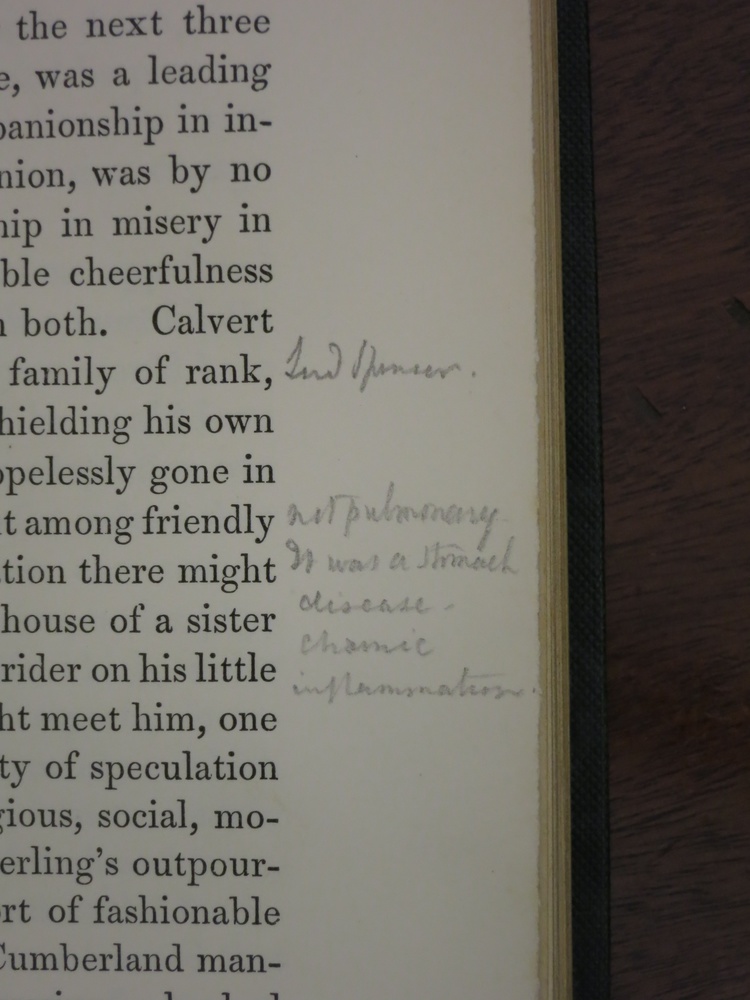 the next three
e, was a leading
panionship in in-
nion, was by no
hip in misery in
ble cheerfulness
n both. Calvert
family of rank, Lord Spencer.
hielding his own
opelessly gone in
t among friendly not pulmonary
tion there might It was a stomach
house of a sister disease -
rider on his little chronic
ht meet him, one inflammation.
ty of speculation
gious, social, mo-
erling's outpour-
rt of fashionable
Cumberland man-